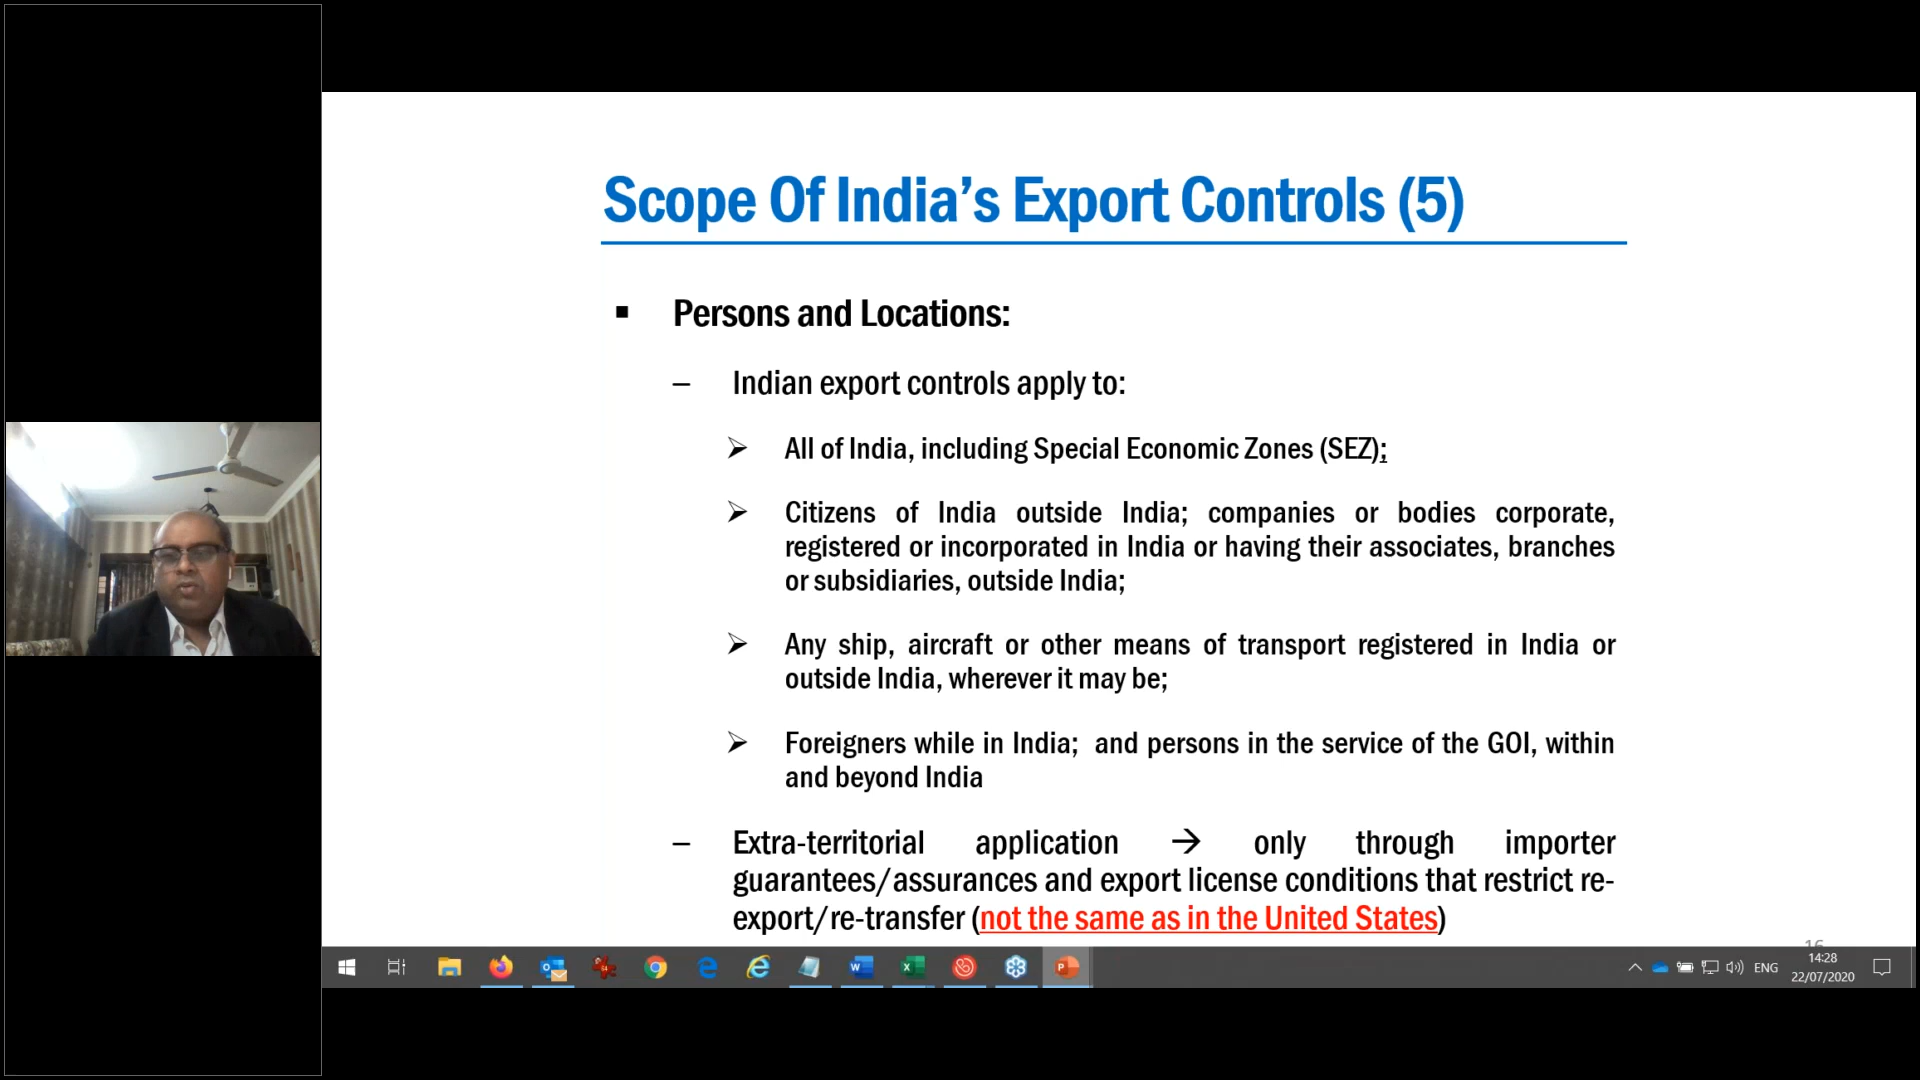 Scope Of India’s Export Controls (5)
▪ Persons and Locations:
– Indian export controls apply to:
➢ All of India, including Special Economic Zones (SEZ);
➢ Citizens of India outside India; companies or bodies corporate,
registered or incorporated in India or having their associates, branches
or subsidiaries, outside India;
➢ Any ship, aircraft or other means of transport registered in India or
outside India, wherever it may be;
➢ Foreigners while in India; and persons in the service of the GOI, within
and beyond India
– Extra-territorial application → only through importer
guarantees/assurances and export license conditions that restrict re-
export/re-transfer (not the same as in the United States)
16
ENG
14:28
22/07/2020